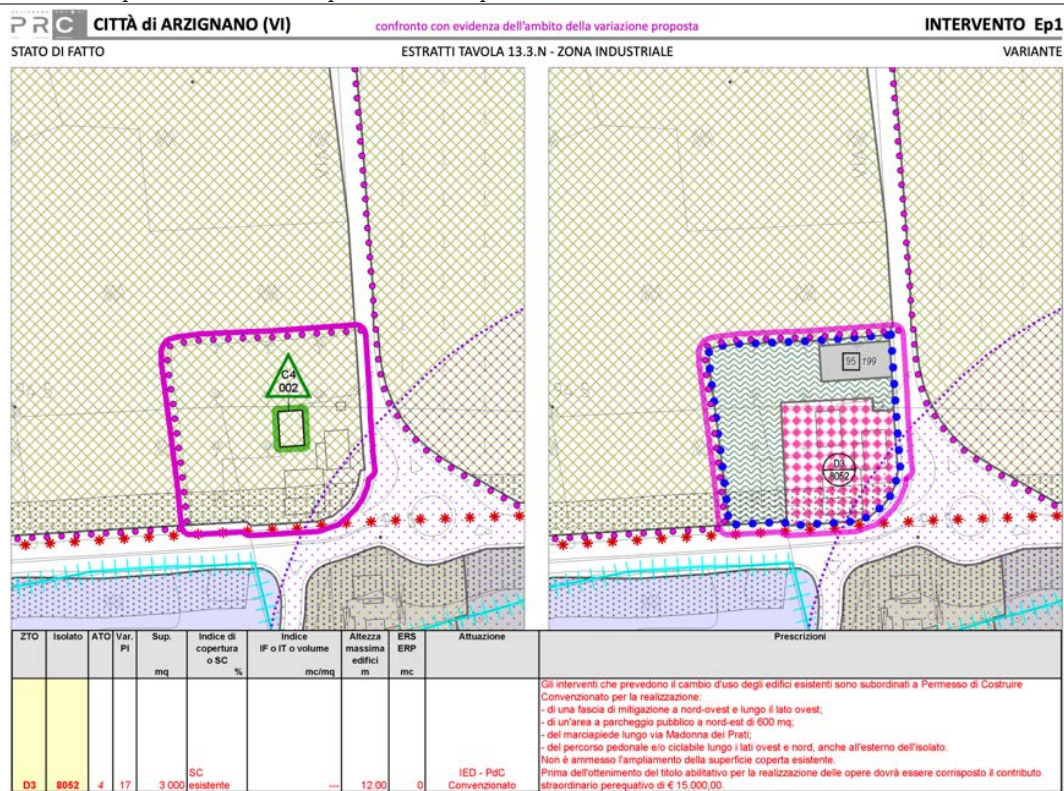 PRC CITTÀ di ARZIGNANO (VI) confronto con evidenza dell'ambito della variazione proposta INTERVENTO Ep1
STATO DI FATTO ESTRATTI TAVOLA 13.3.N - ZONA INDUSTRIALE VARIANTE
VIA
C4
002
95 199
D3
8052
ZTO Isolato ATO Var. PI Sup. mq Indice di copertura o SC % Indice IF o IT o volume mc/mq Altezza massima edifici m ERS ERP mc Attuazione Prescrizioni
Gli interventi che prevedono il cambio d'uso degli edifici esistenti sono subordinati a Permesso di Costruire
Convenzionato per la realizzazione:
- di una fascia di mitigazione a nord-ovest e lungo il lato ovest;
- di un'area a parcheggio pubblico a nord-est di 600 mq;
- del marciapiede lungo via Madonna dei Prati;
- del percorso pedonale e/o ciclabile lungo i lati ovest e nord, anche all'esterno dell'isolato.
Non è ammesso l'ampliamento della superficie coperta esistente.
Prima dell'ottenimento del titolo abilitativo per la realizzazione delle opere dovrà essere corrisposto il contributo
straordinario perequativo di € 15.000,00.
D3 8052 4 17 3 000 SC esistente --- 12.00 0 IED - PdC Convenzionato